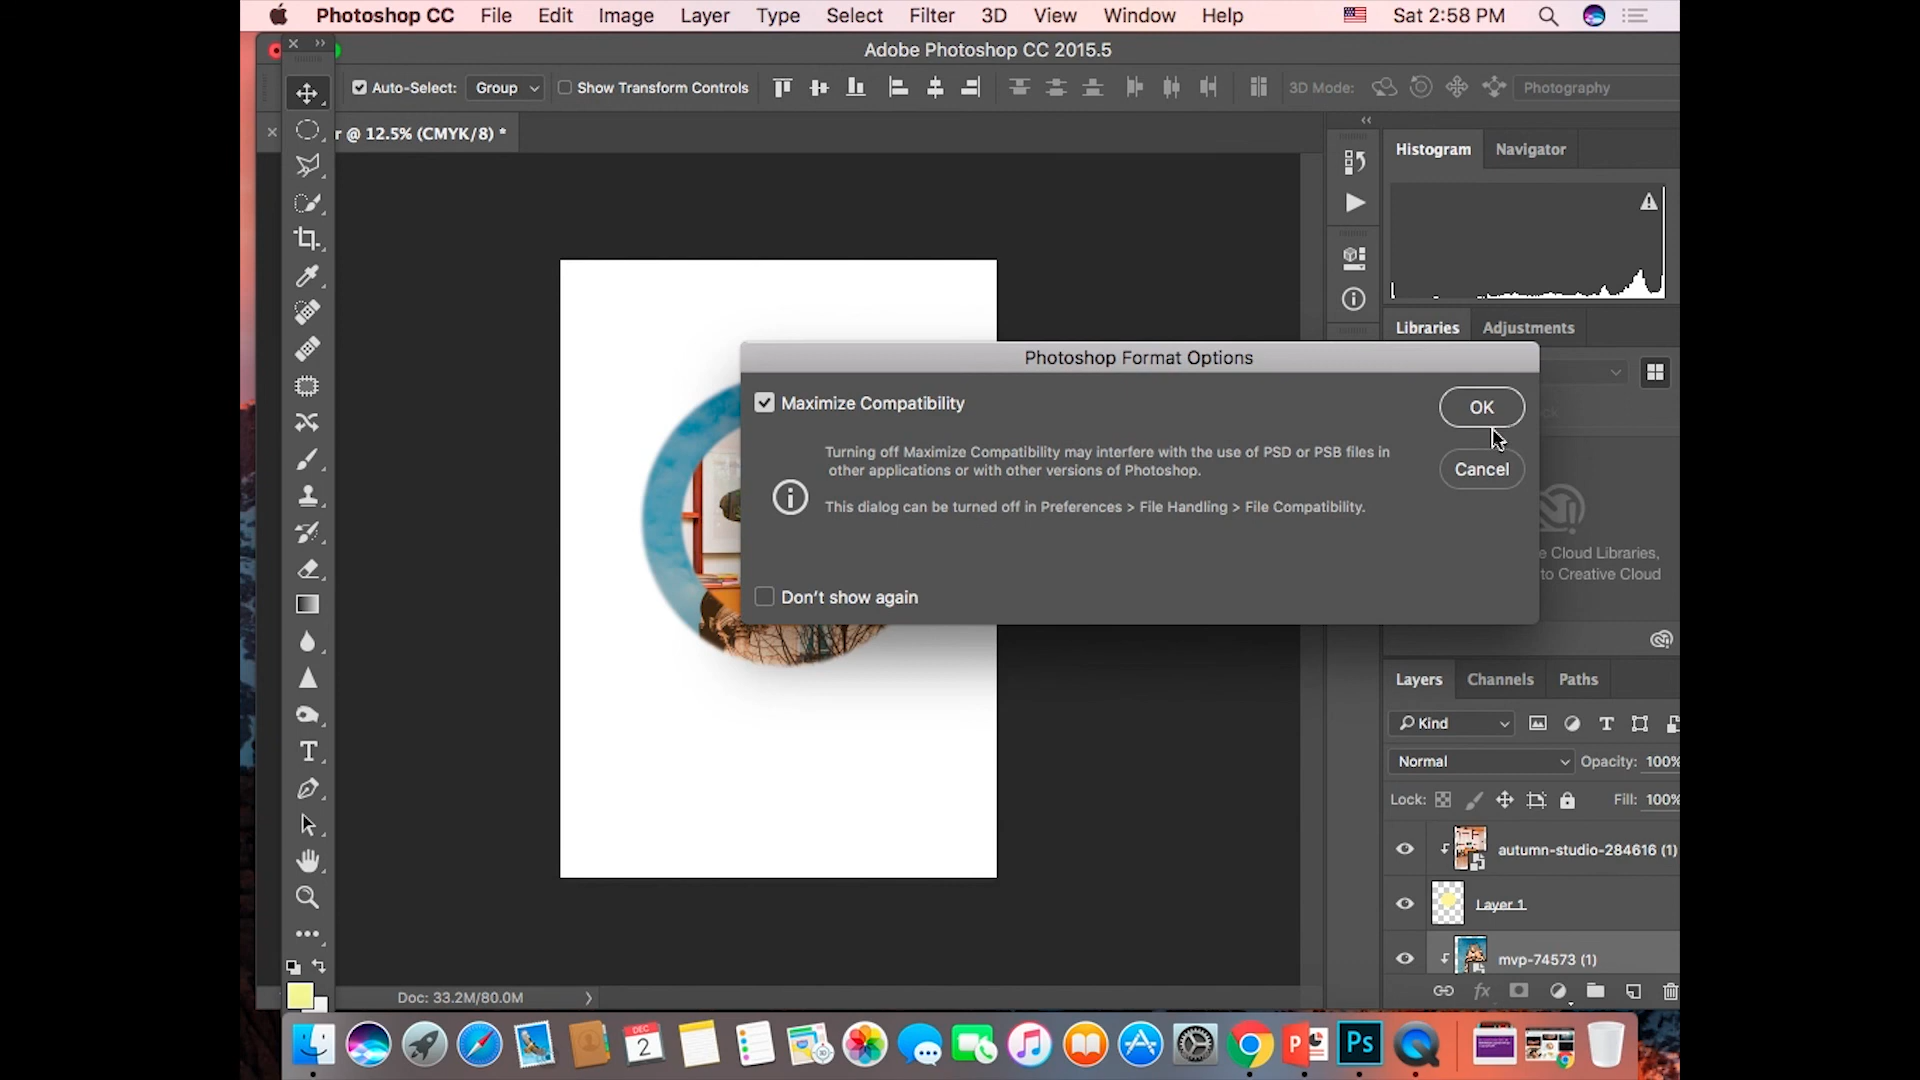 Photoshop CC File Edit Image Layer Type Select Filter 3D View Window Help Sat 2:58 PM
Adobe Photoshop CC 2015.5
Auto-Select: Group Show Transform Controls 3D Mode: Photography
r @ 12.5% (CMYK/8) *
Histogram Navigator
Libraries Adjustments
Photoshop Format Options
Maximize Compatibility
OK
Turning off Maximize Compatibility may interfere with the use of PSD or PSB files in
other applications or with other versions of Photoshop.
Cancel
This dialog can be turned off in Preferences > File Handling > File Compatibility.
Don't show again
e Cloud Libraries,
to Creative Cloud
Layers Channels Paths
Kind
Normal Opacity: 100%
Lock: Fill: 100%
autumn-studio-284616 (1)
Layer 1
mvp-74573 (1)
fx
Doc: 33.2M/80.0M
DEC
2
Ps